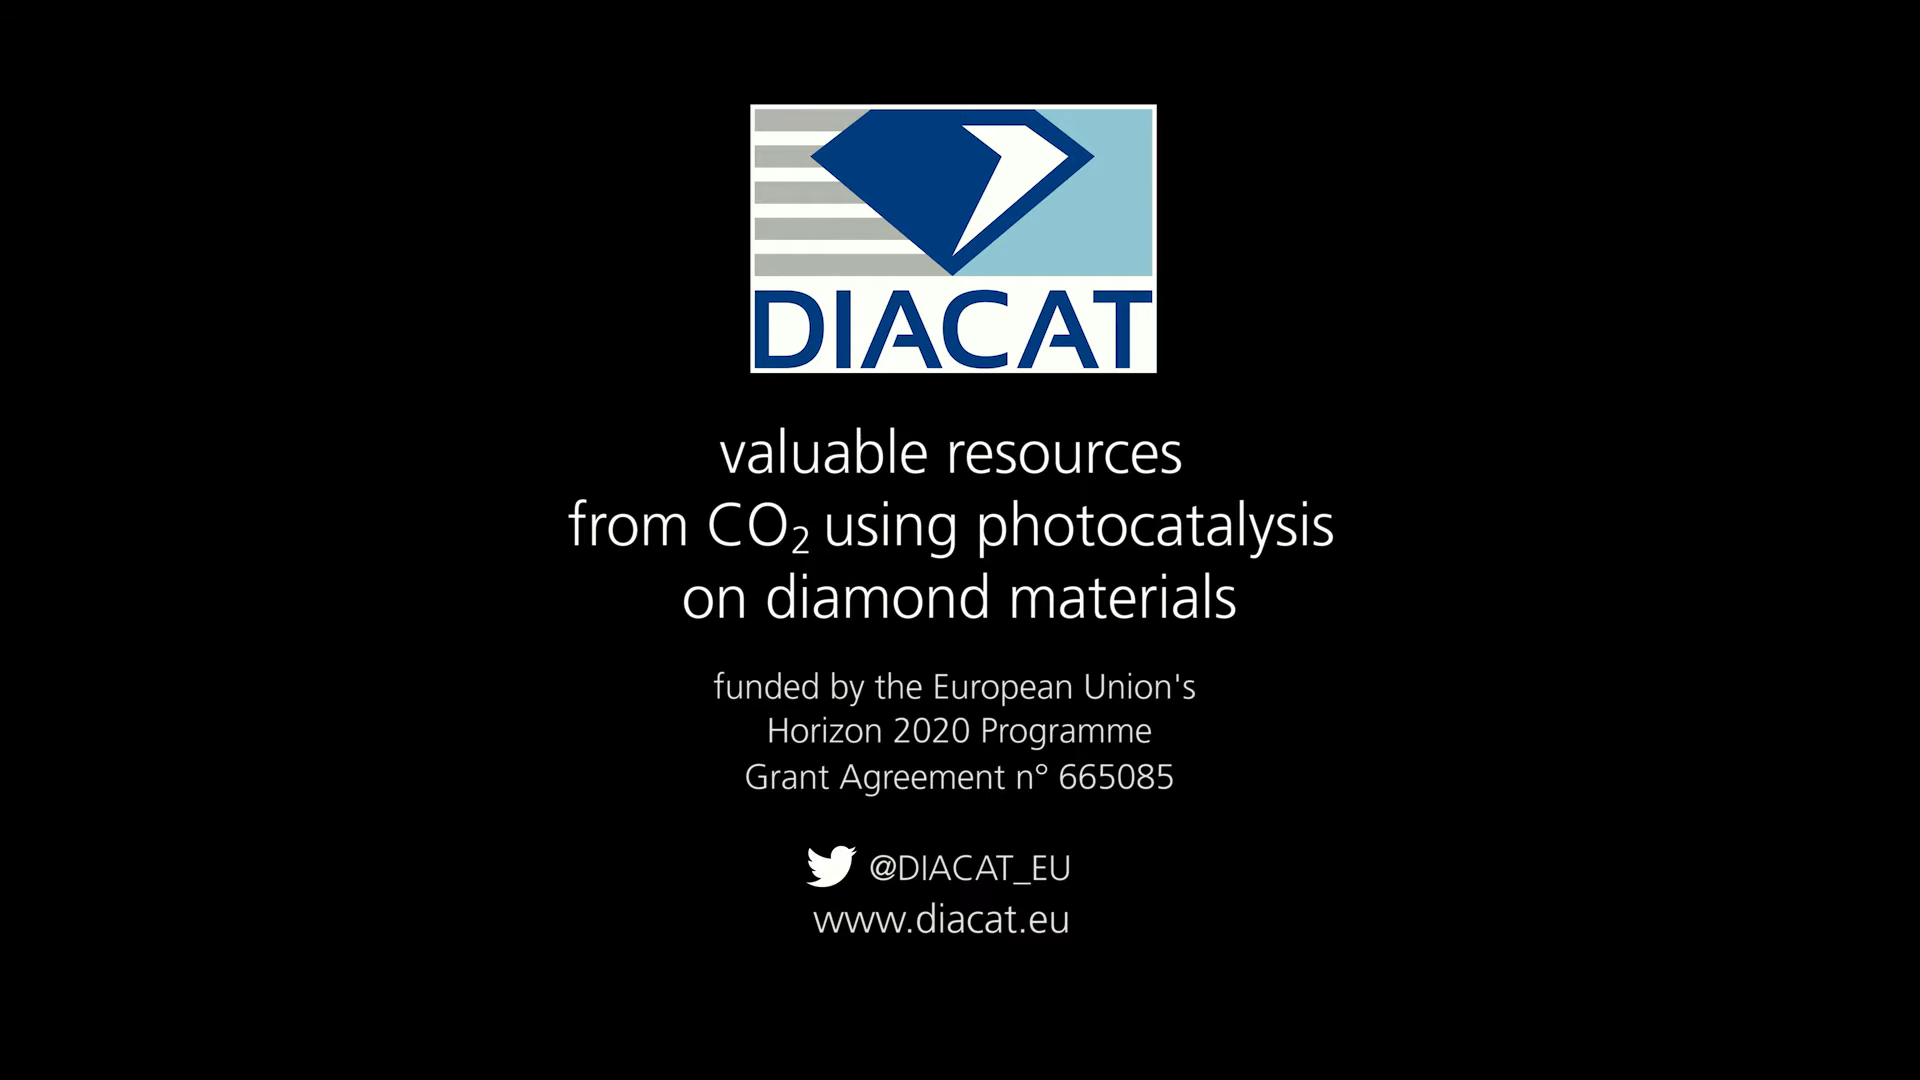 DIACAT
valuable resources
from CO₂ using photocatalysis
on diamond materials
funded by the European Union's
Horizon 2020 Programme
Grant Agreement n° 665085
@DIACAT_EU
www.diacat.eu